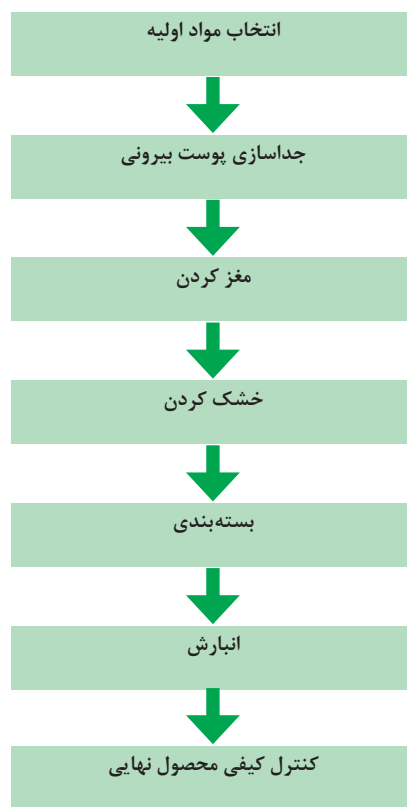 انتخاب مواد اولیه
جداسازی پوست بیرونی
مغز کردن
خشک کردن
بسته‌بندی
انبارش
کنترل کیفی محصول نهایی